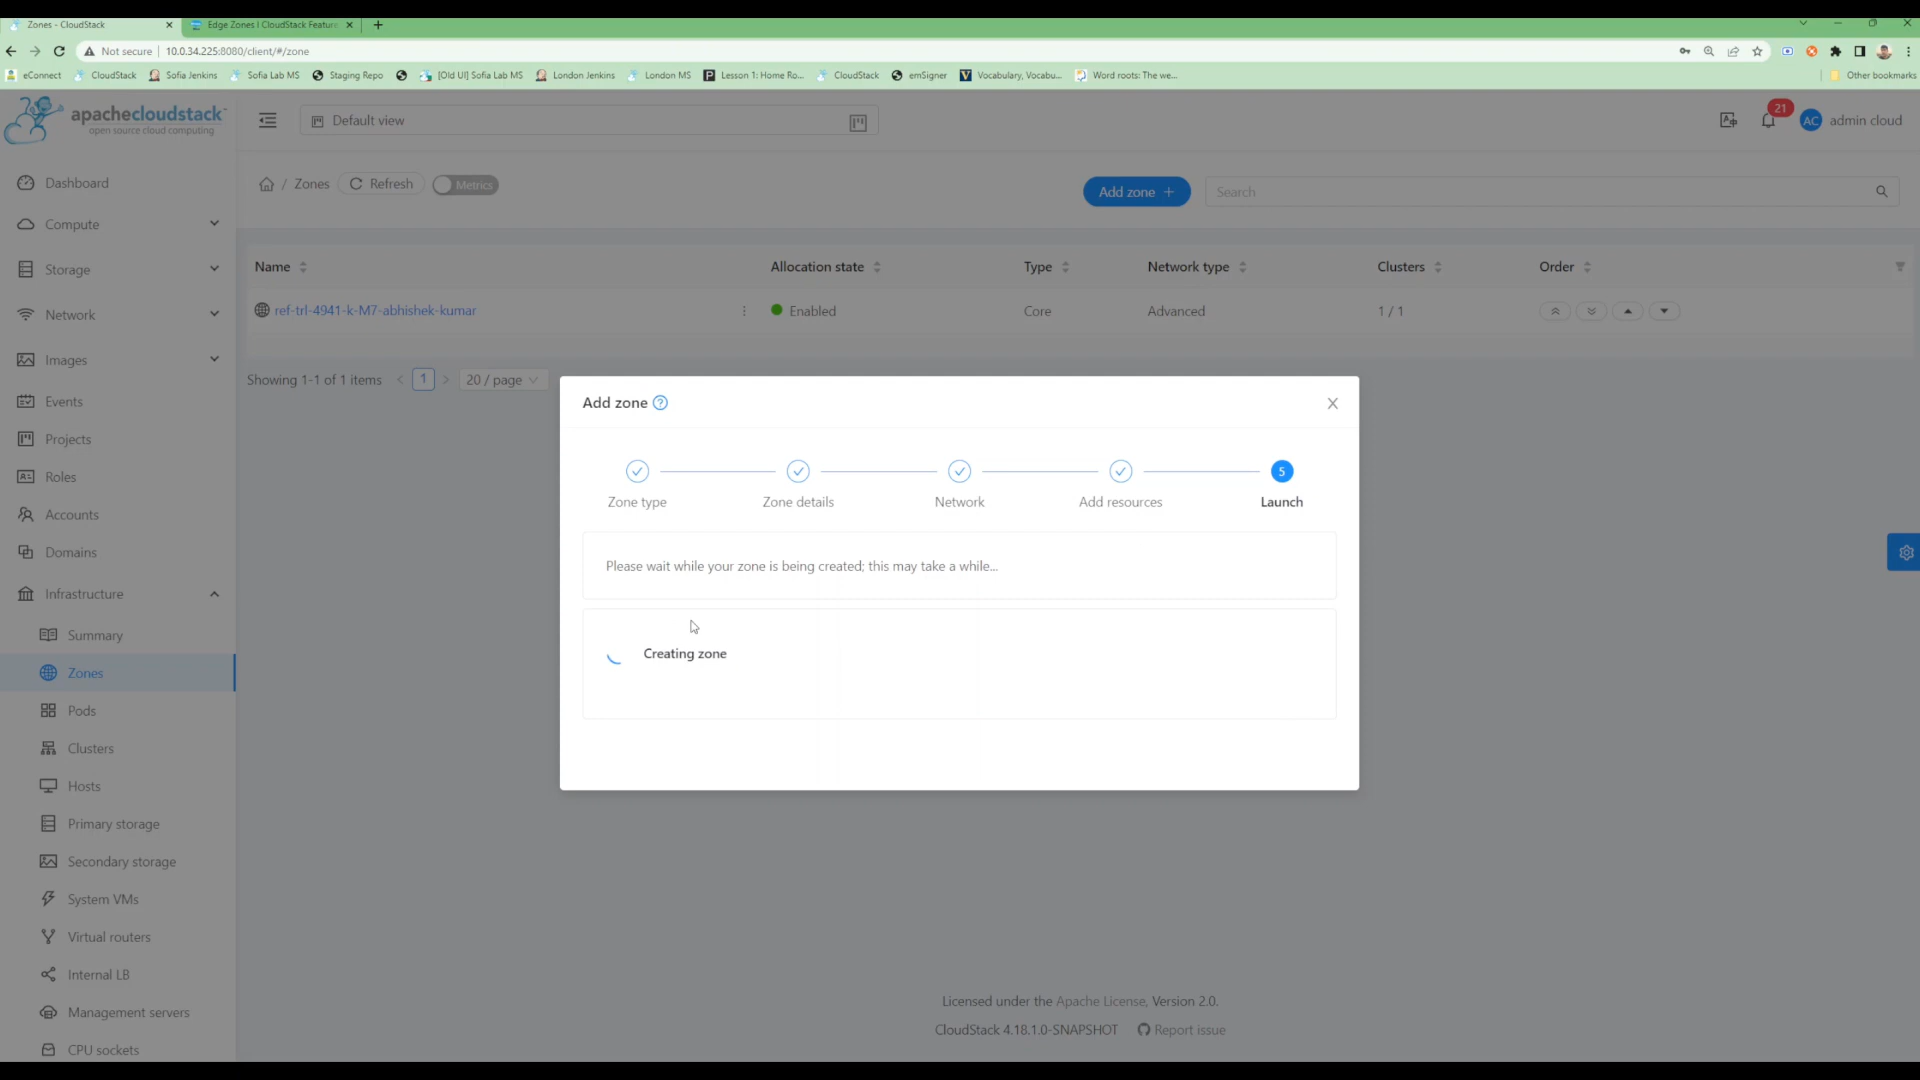 Zones - CloudStack
Edge Zones | CloudStack Feature
Not secure
10.0.34.225:8080/client/#/zone
eConnect
CloudStack
Sofia Jenkins
Sofia Lab MS
Staging Repo
[Old UI] Sofia Lab MS
London Jenkins
London MS
Lesson 1: Home Ro...
CloudStack
emSigner
Vocabulary, Vocabu...
Word roots: The we...
Other bookmarks
apachecloudstack™
open source cloud computing
Default view
21
AC
admin cloud
Dashboard
Compute
Storage
Network
Images
Events
Projects
Roles
Accounts
Domains
Infrastructure
Summary
Zones
Pods
Clusters
Hosts
Primary storage
Secondary storage
System VMs
Virtual routers
Internal LB
Management servers
CPU sockets
/ Zones
Refresh
Metrics
Add zone +
Search
Name
Allocation state
Type
Network type
Clusters
Order
ref-trl-4941-k-M7-abhishek-kumar
Enabled
Core
Advanced
1 / 1
Showing 1-1 of 1 items
1
20 / page
Add zone
Zone type
Zone details
Network
Add resources
5
Launch
Please wait while your zone is being created; this may take a while...
Creating zone
Licensed under the Apache License, Version 2.0.
CloudStack 4.18.1.0-SNAPSHOT
Report issue